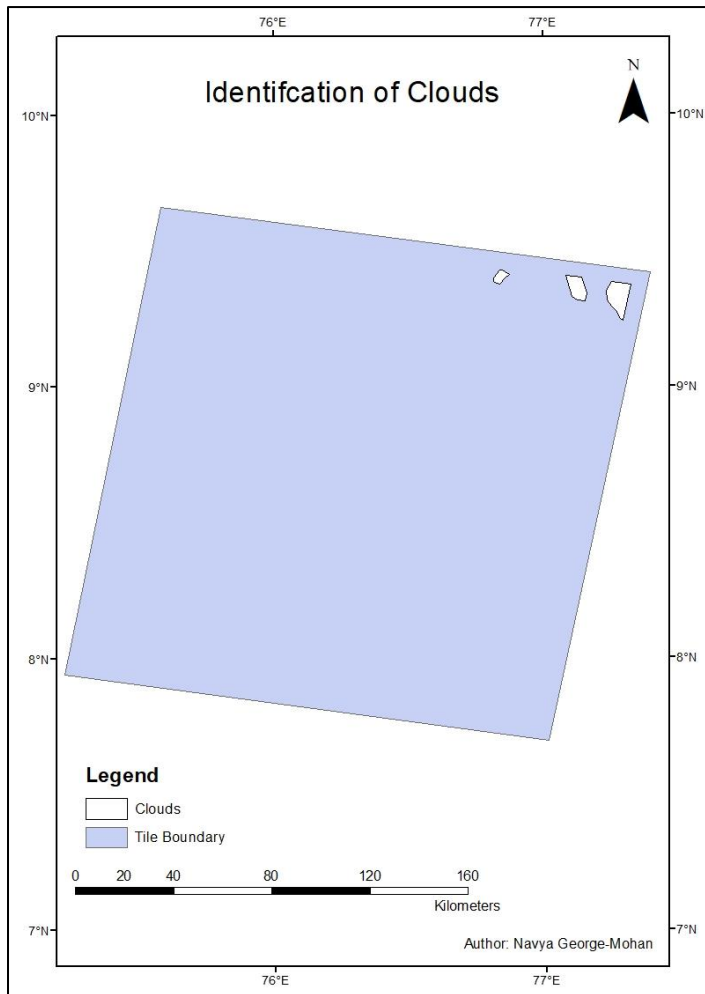 76°E 77°E
Identifcation of Clouds
N
10°N 10°N
9°N 9°N
8°N 8°N
Legend
Clouds
Tile Boundary
0 20 40 80 120 160
Kilometers
7°N 7°N
Author: Navya George-Mohan
76°E 77°E